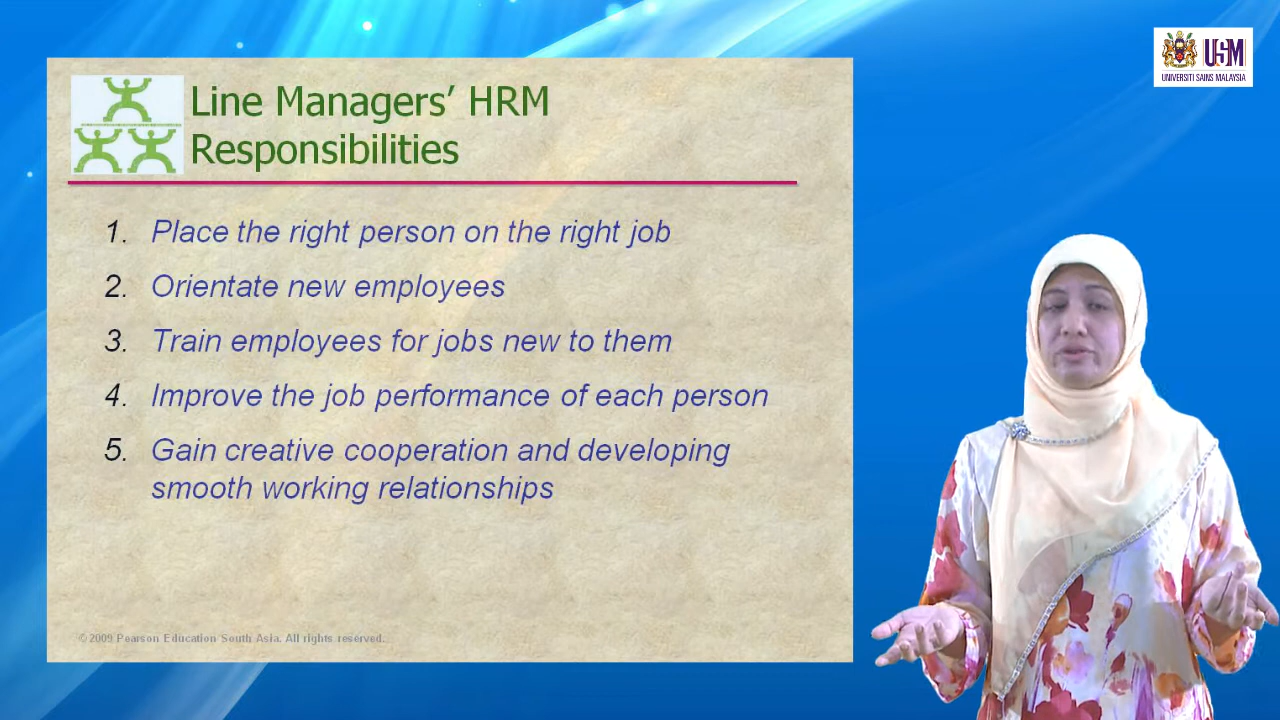 USM
UNIVERSITI SAINS MALAYSIA
Line Managers’ HRM
Responsibilities
1. Place the right person on the right job
2. Orientate new employees
3. Train employees for jobs new to them
4. Improve the job performance of each person
5. Gain creative cooperation and developing
smooth working relationships
© 2009 Pearson Education South Asia. All rights reserved.